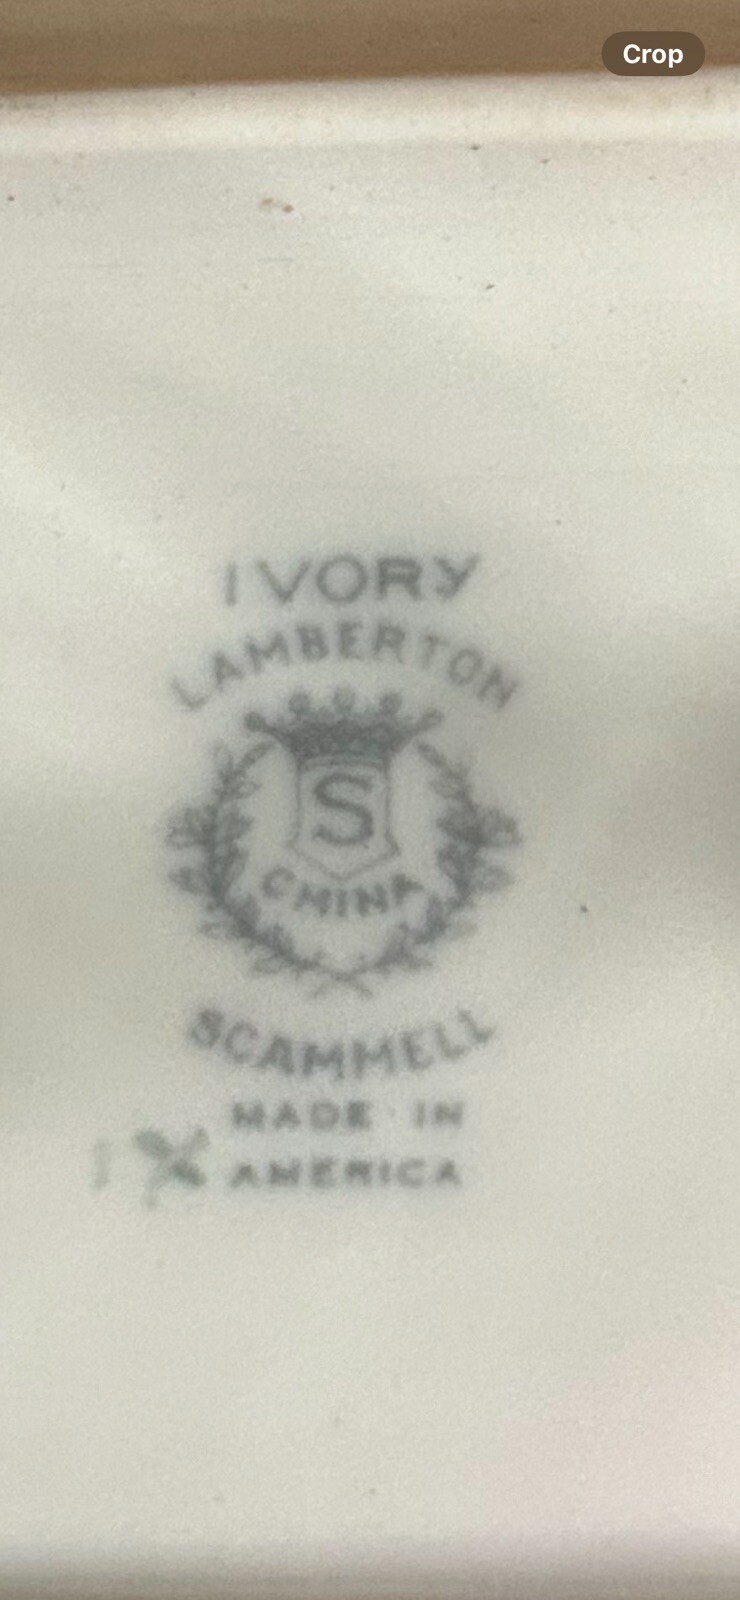 Crop
IVORY
LAMBERTON
S
CHINA
SCAMMELL
MADE IN
AMERICA